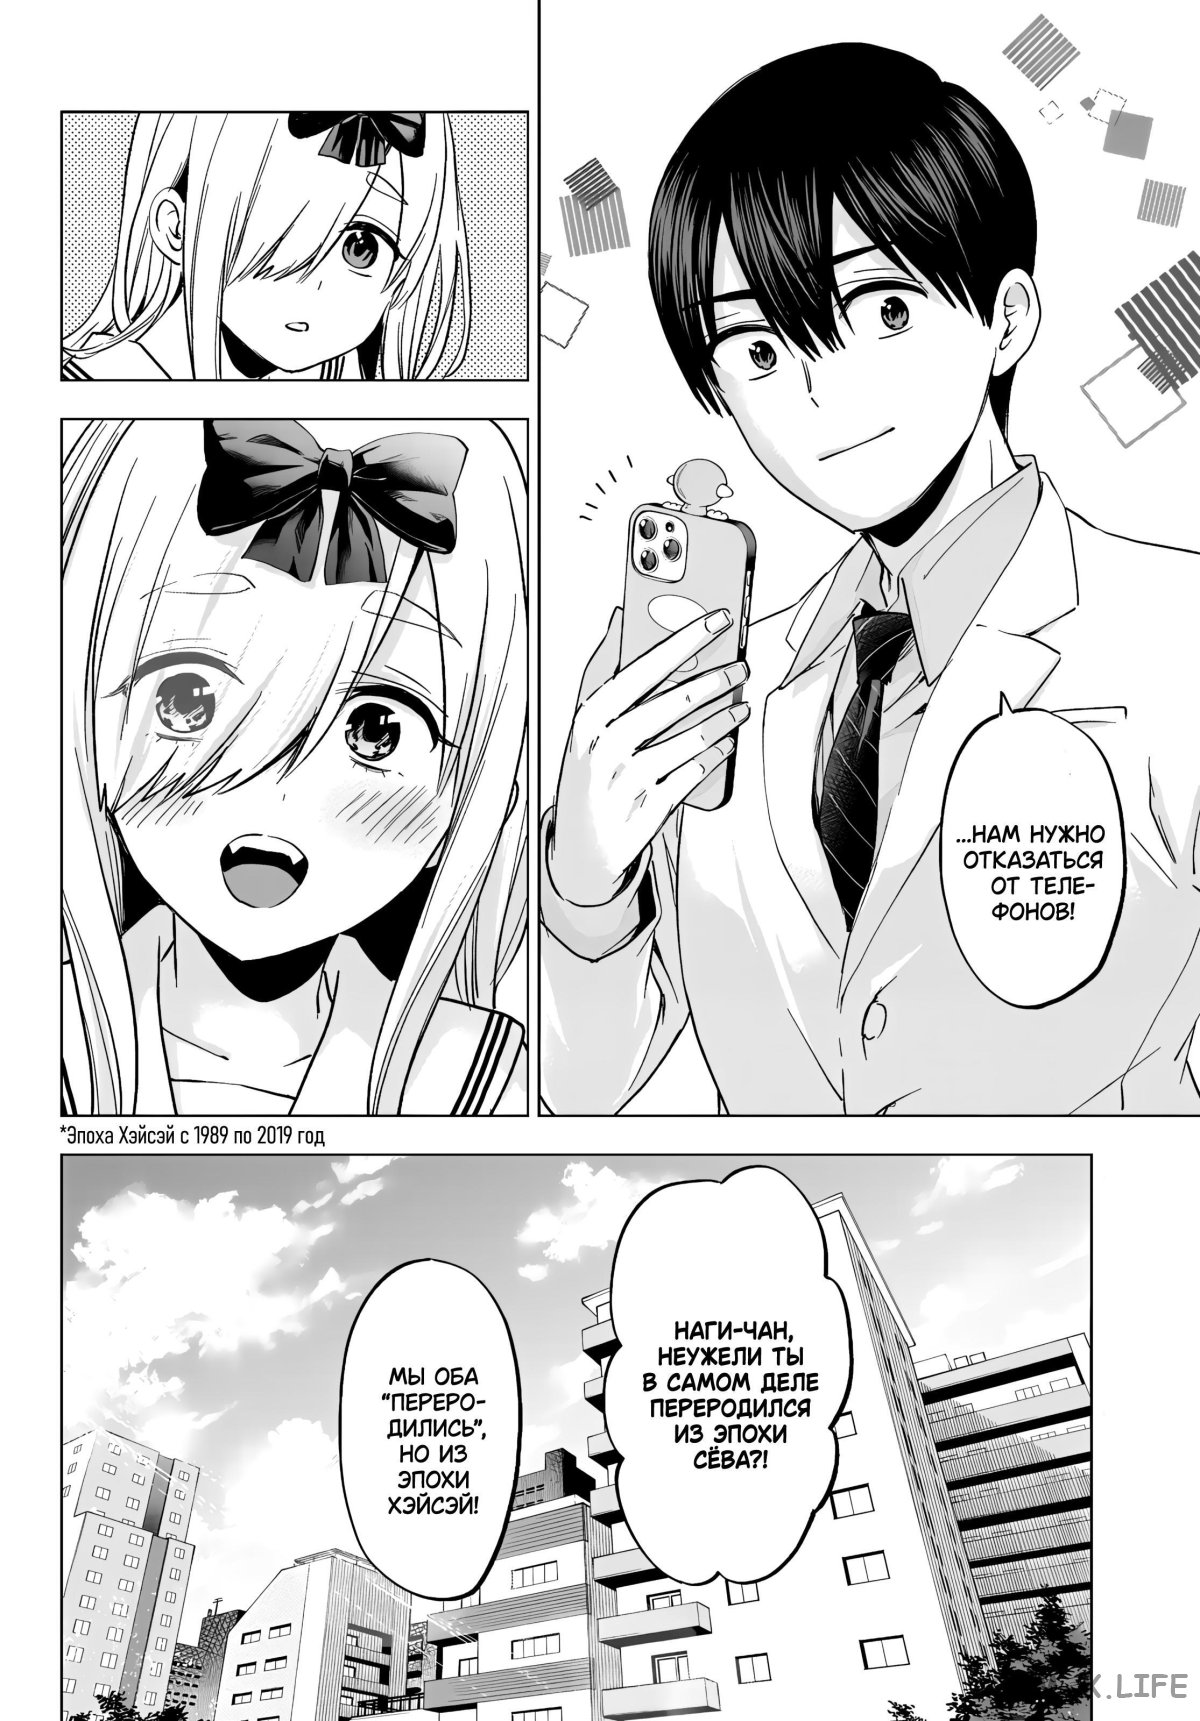 ...НАМ НУЖНО
ОТКАЗАТЬСЯ
ОТ ТЕЛЕ-
ФОНОВ!
*Эпоха Хэйсэй с 1989 по 2019 год
НАГИ-ЧАН,
НЕУЖЕЛИ ТЫ
В САМОМ ДЕЛЕ
ПЕРЕРОДИЛСЯ
ИЗ ЭПОХИ
СЁВА?!
МЫ ОБА
“ПЕРЕРО-
ДИЛИСЬ”,
НО ИЗ
ЭПОХИ
ХЭЙСЭЙ!
X.LIFE